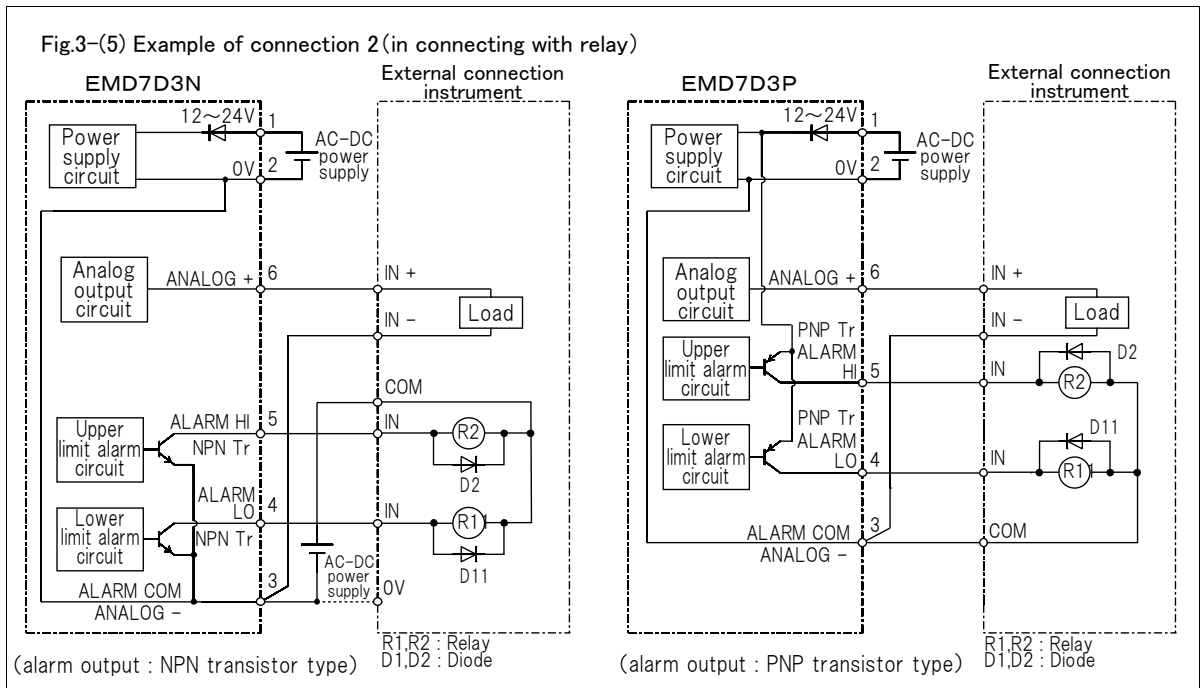 Fig.3-(5) Example of connection 2(in connecting with relay)
EMD7D3N
External connection
instrument
Power
supply
circuit
12～24V
1
AC-DC
power
supply
0V
2
Analog
output
circuit
ANALOG +
6
IN +
IN -
Load
COM
Upper
limit alarm
circuit
ALARM HI
5
NPN Tr
IN
R2
D2
Lower
limit alarm
circuit
ALARM
LO
4
NPN Tr
IN
R11
D11
AC-DC
power
supply
0V
ALARM COM
3
ANALOG -
R1,R2 : Relay
D1,D2 : Diode
(alarm output : NPN transistor type)
EMD7D3P
External connection
instrument
Power
supply
circuit
12～24V
1
AC-DC
power
supply
0V
2
Analog
output
circuit
ANALOG +
6
IN +
IN -
Load
Upper
limit alarm
circuit
PNP Tr
ALARM
HI
5
IN
D2
R2
Lower
limit alarm
circuit
PNP Tr
ALARM
LO
4
IN
D11
R11
ALARM COM
3
ANALOG -
COM
R1,R2 : Relay
D1,D2 : Diode
(alarm output : PNP transistor type)